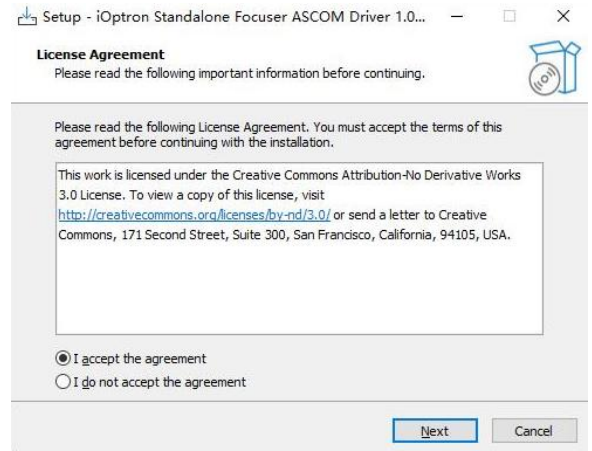 Setup - iOptron Standalone Focuser ASCOM Driver 1.0...
License Agreement
Please read the following important information before continuing.
Please read the following License Agreement. You must accept the terms of this
agreement before continuing with the installation.
This work is licensed under the Creative Commons Attribution-No Derivative Works
3.0 License. To view a copy of this license, visit
http://creativecommons.org/licenses/by-nd/3.0/ or send a letter to Creative
Commons, 171 Second Street, Suite 300, San Francisco, California, 94105, USA.
I accept the agreement
I do not accept the agreement
Next Cancel